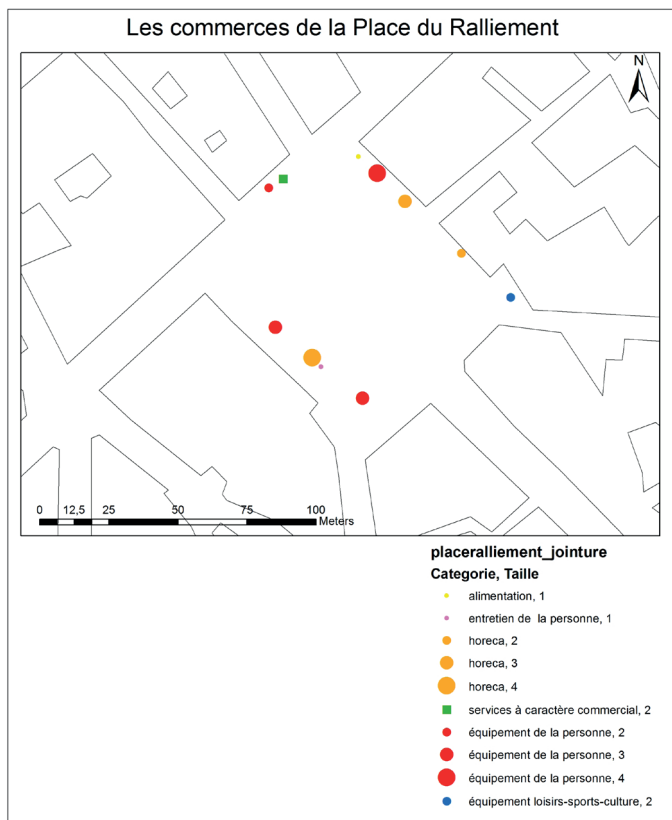 Les commerces de la Place du Ralliement
N
0 12,5 25 50 75 100
Meters
placeralliement_jointure
Categorie, Taille
alimentation, 1
entretien de la personne, 1
horeca, 2
horeca, 3
horeca, 4
services à caractère commercial, 2
équipement de la personne, 2
équipement de la personne, 3
équipement de la personne, 4
équipement loisirs-sports-culture, 2